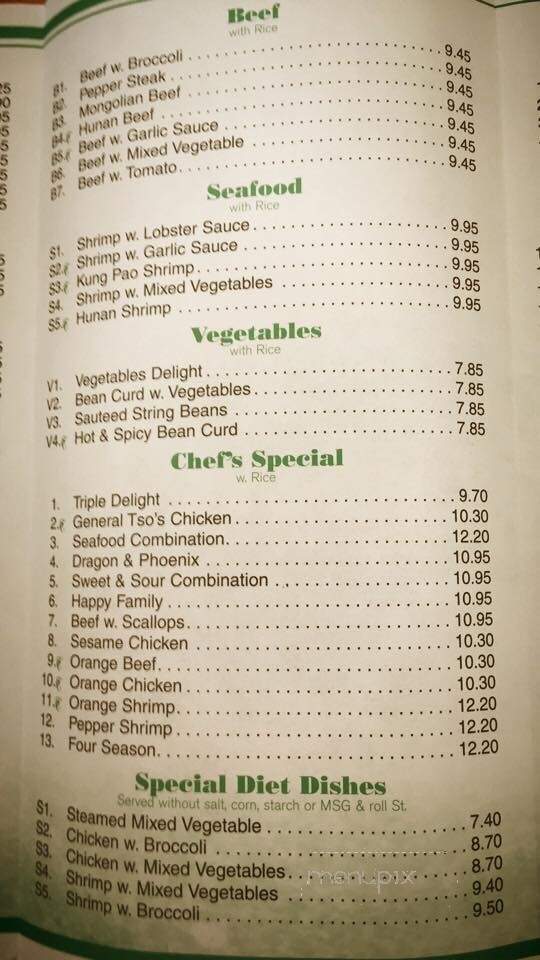 Beef
with Rice
B1. Beef w. Broccoli 9.45
B2. Pepper Steak 9.45
B3. Mongolian Beef 9.45
B4. Hunan Beef 9.45
B5. Beef w. Garlic Sauce 9.45
B6. Beef w. Mixed Vegetable 9.45
B7. Beef w. Tomato 9.45
Seafood
with Rice
S1. Shrimp w. Lobster Sauce 9.95
S2. Shrimp w. Garlic Sauce 9.95
S3. Kung Pao Shrimp 9.95
S4. Shrimp w. Mixed Vegetables 9.95
S5. Hunan Shrimp 9.95
Vegetables
with Rice
V1. Vegetables Delight 7.85
V2. Bean Curd w. Vegetables 7.85
V3. Sauteed String Beans 7.85
V4. Hot & Spicy Bean Curd 7.85
Chef's Special
w. Rice
1. Triple Delight 9.70
2. General Tso's Chicken 10.30
3. Seafood Combination 12.20
4. Dragon & Phoenix 10.95
5. Sweet & Sour Combination 10.95
6. Happy Family 10.95
7. Beef w. Scallops 10.95
8. Sesame Chicken 10.30
9. Orange Beef 10.30
10. Orange Chicken 10.30
11. Orange Shrimp 12.20
12. Pepper Shrimp 12.20
13. Four Season 12.20
Special Diet Dishes
Served without salt, corn, starch or MSG & roll St.
S1. Steamed Mixed Vegetable 7.40
S2. Chicken w. Broccoli 8.70
S3. Chicken w. Mixed Vegetables 8.70
S4. Shrimp w. Mixed Vegetables 9.40
S5. Shrimp w. Broccoli 9.50
menupix